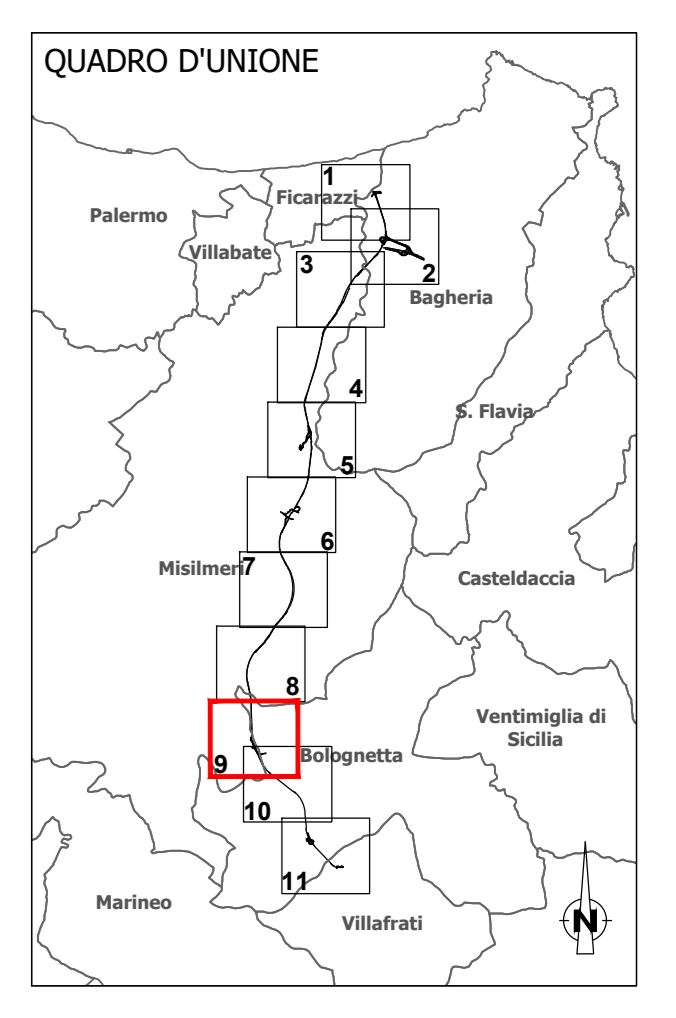 QUADRO D'UNIONE
1
Ficarazzi
Palermo
Villabate
3
2
Bagheria
4
S. Flavia
5
6
Misilmeri
7
Casteldaccia
8
Ventimiglia di
Sicilia
Bolognetta
9
10
11
Marineo
Villafrati
N